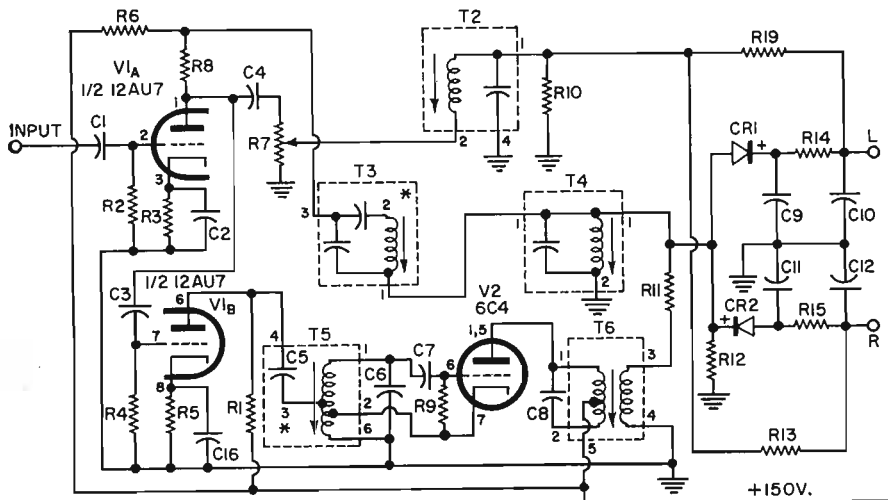 R6
T2
R19
V1A
1/2 12AU7
R8
C4
1
1
INPUT
C1
2
R7
R10
CR1
+
R14
L
2
4
3
T3
*
T4
R2
R3
C2
3
2
1
1
C9
C10
1/2 12AU7
C3
V1B
6
1
V2
6C4
2
R11
C11
C12
CR2
+
R15
R
7
4
T5
1,5
T6
C5
1
C7
6
3
R12
8
C6
C8
R4
R5
R1
3
*
2
R9
7
6
2
4
5
C16
R13
+150V.